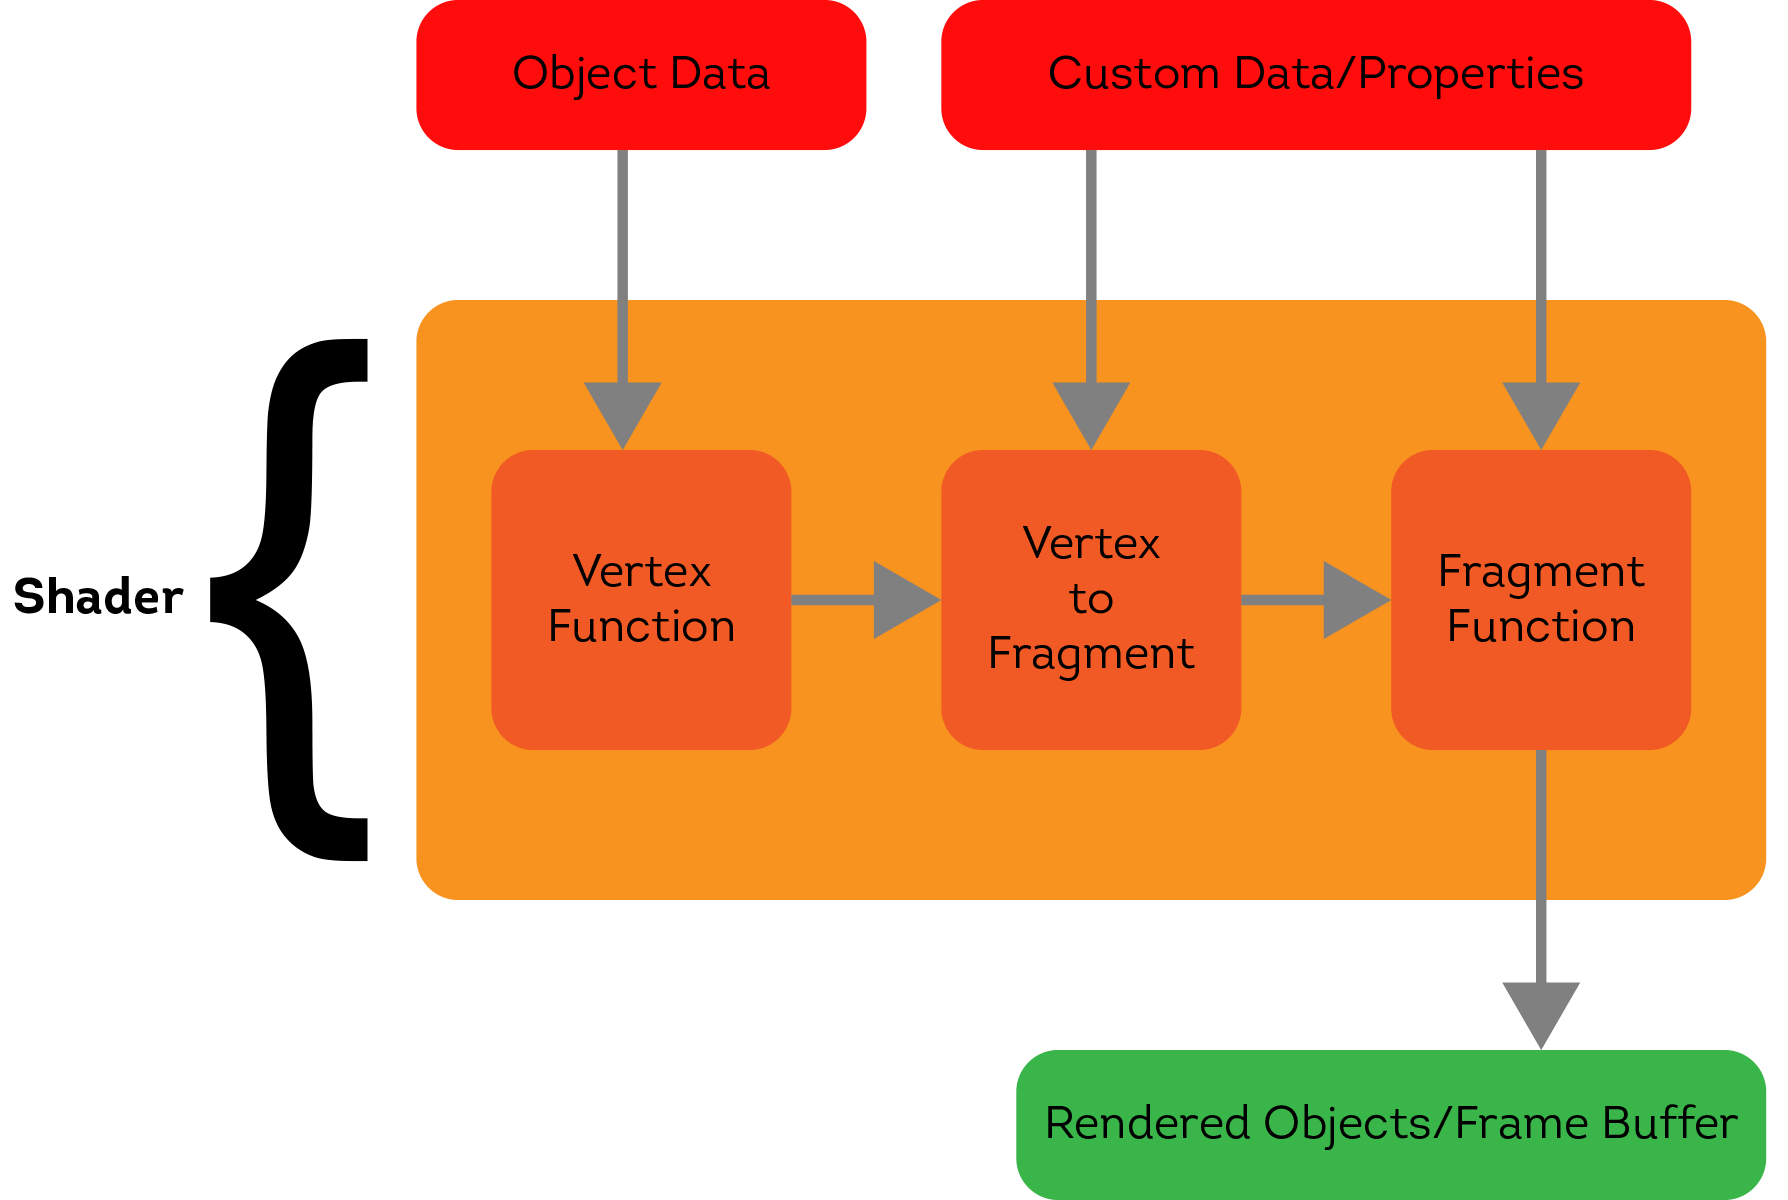 Object Data
Custom Data/Properties
Shader
Vertex
Function
Vertex
to
Fragment
Fragment
Function
Rendered Objects/Frame Buffer